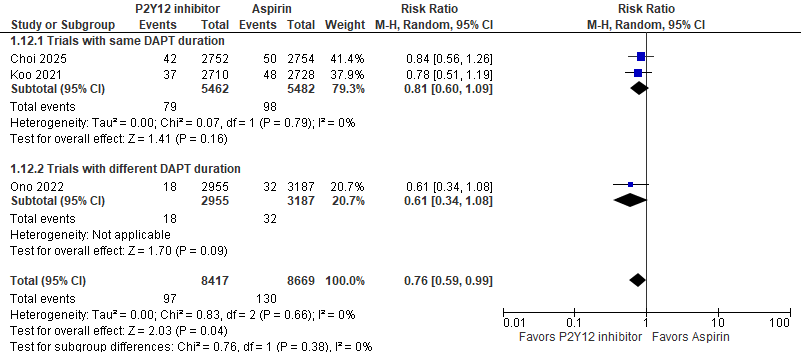 P2Y12 inhibitor Aspirin Risk Ratio Risk Ratio
Study or Subgroup Events Total Events Total Weight M-H, Random, 95% CI M-H, Random, 95% CI
1.12.1 Trials with same DAPT duration
Choi 2025 42 2752 50 2754 41.4% 0.84 [0.56, 1.26]
Koo 2021 37 2710 48 2728 37.9% 0.78 [0.51, 1.19]
Subtotal (95% CI) 5462 5482 79.3% 0.81 [0.60, 1.09]
Total events 79 98
Heterogeneity: Tau² = 0.00; Chi² = 0.07, df = 1 (P = 0.79); I² = 0%
Test for overall effect: Z = 1.41 (P = 0.16)
1.12.2 Trials with different DAPT duration
Ono 2022 18 2955 32 3187 20.7% 0.61 [0.34, 1.08]
Subtotal (95% CI) 2955 3187 20.7% 0.61 [0.34, 1.08]
Total events 18 32
Heterogeneity: Not applicable
Test for overall effect: Z = 1.70 (P = 0.09)
Total (95% CI) 8417 8669 100.0% 0.76 [0.59, 0.99]
Total events 97 130
Heterogeneity: Tau² = 0.00; Chi² = 0.83, df = 2 (P = 0.66); I² = 0%
Test for overall effect: Z = 2.03 (P = 0.04)
Test for subgroup differences: Chi² = 0.76, df = 1 (P = 0.38), I² = 0%
0.01 0.1 1 10 100
Favors P2Y12 inhibitor Favors Aspirin